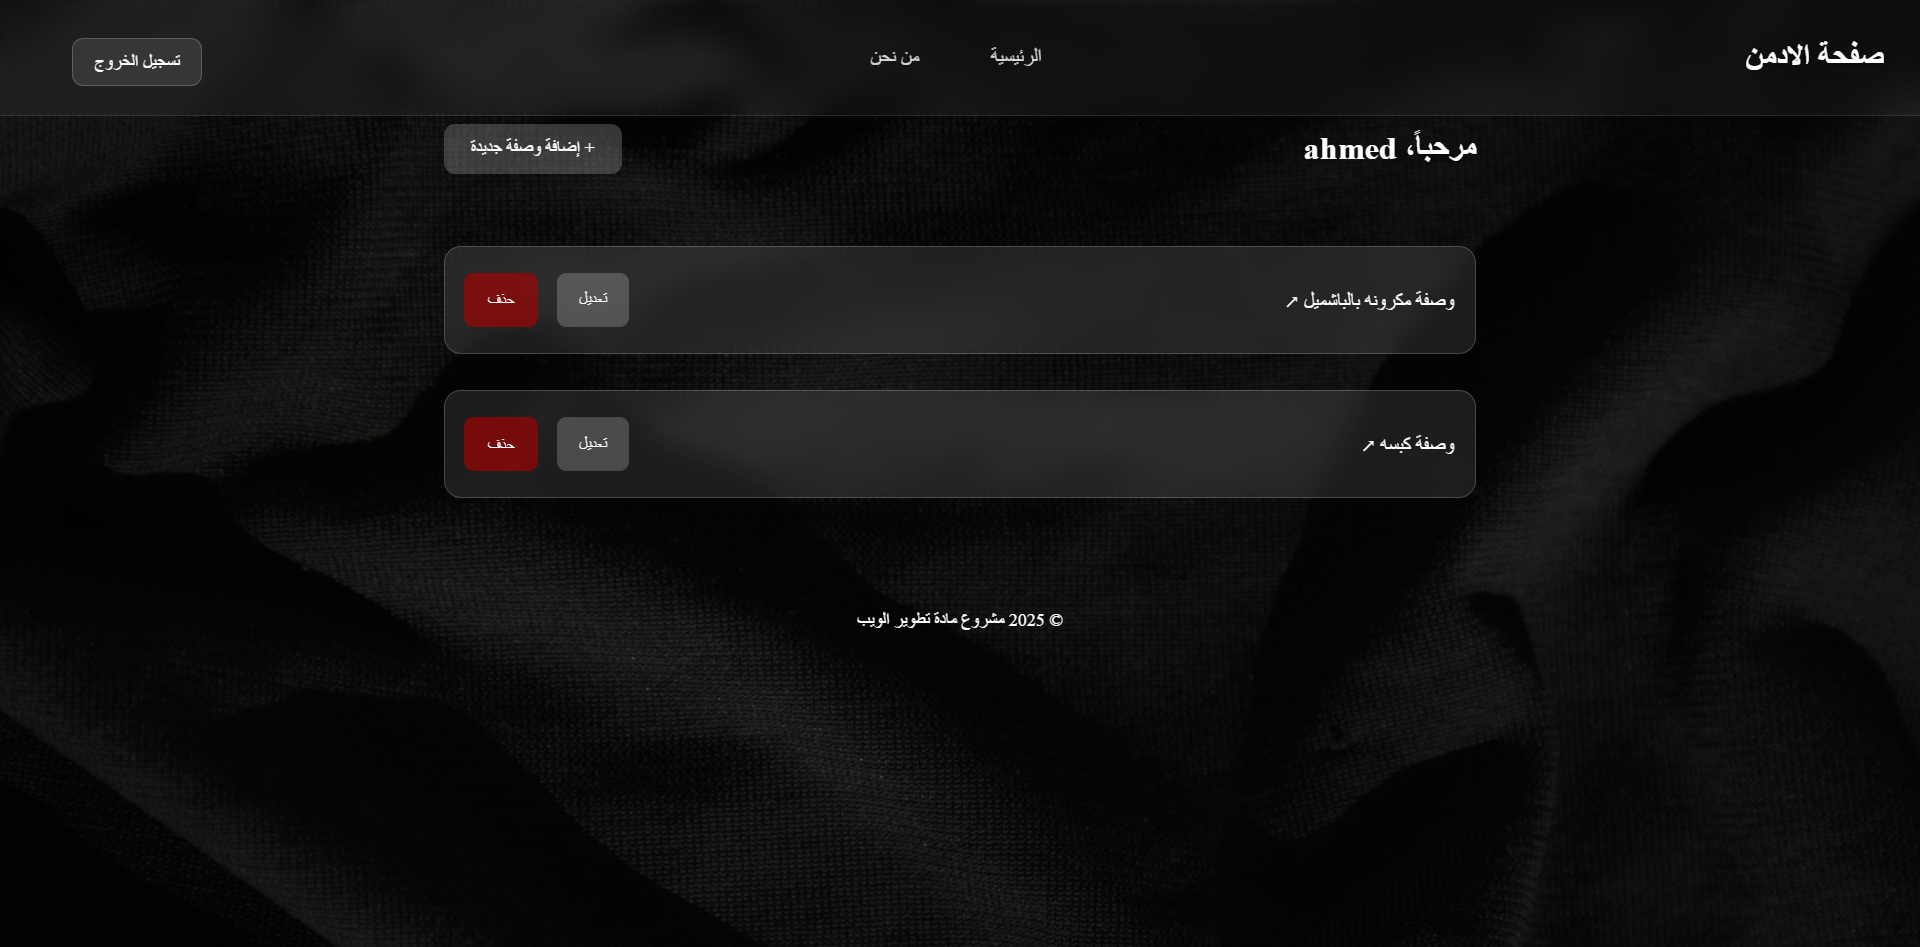 صفحة الادمن
الرئيسية
من نحن
تسجيل الخروج
مرحباً، ahmed
+ إضافة وصفة جديدة
وصفة مكرونه بالباشميل ↗
تعديل
حذف
وصفة كبسه ↗
تعديل
حذف
© 2025 مشروع مادة تطوير الويب